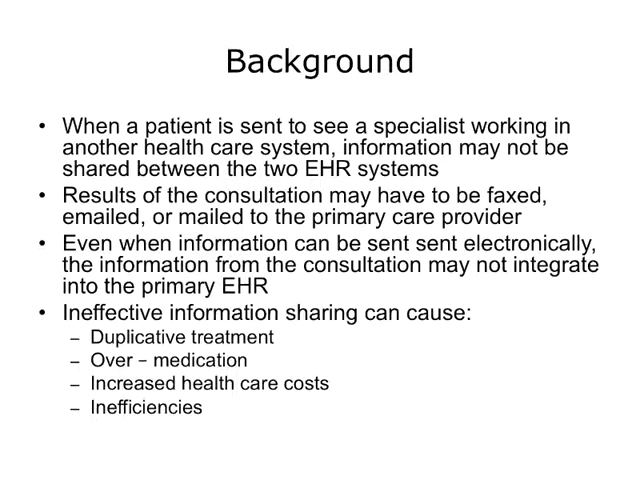 Background
• When a patient is sent to see a specialist working in
another health care system, information may not be
shared between the two EHR systems
• Results of the consultation may have to be faxed,
emailed, or mailed to the primary care provider
• Even when information can be sent sent electronically,
the information from the consultation may not integrate
into the primary EHR
• Ineffective information sharing can cause:
– Duplicative treatment
– Over – medication
– Increased health care costs
– Inefficiencies